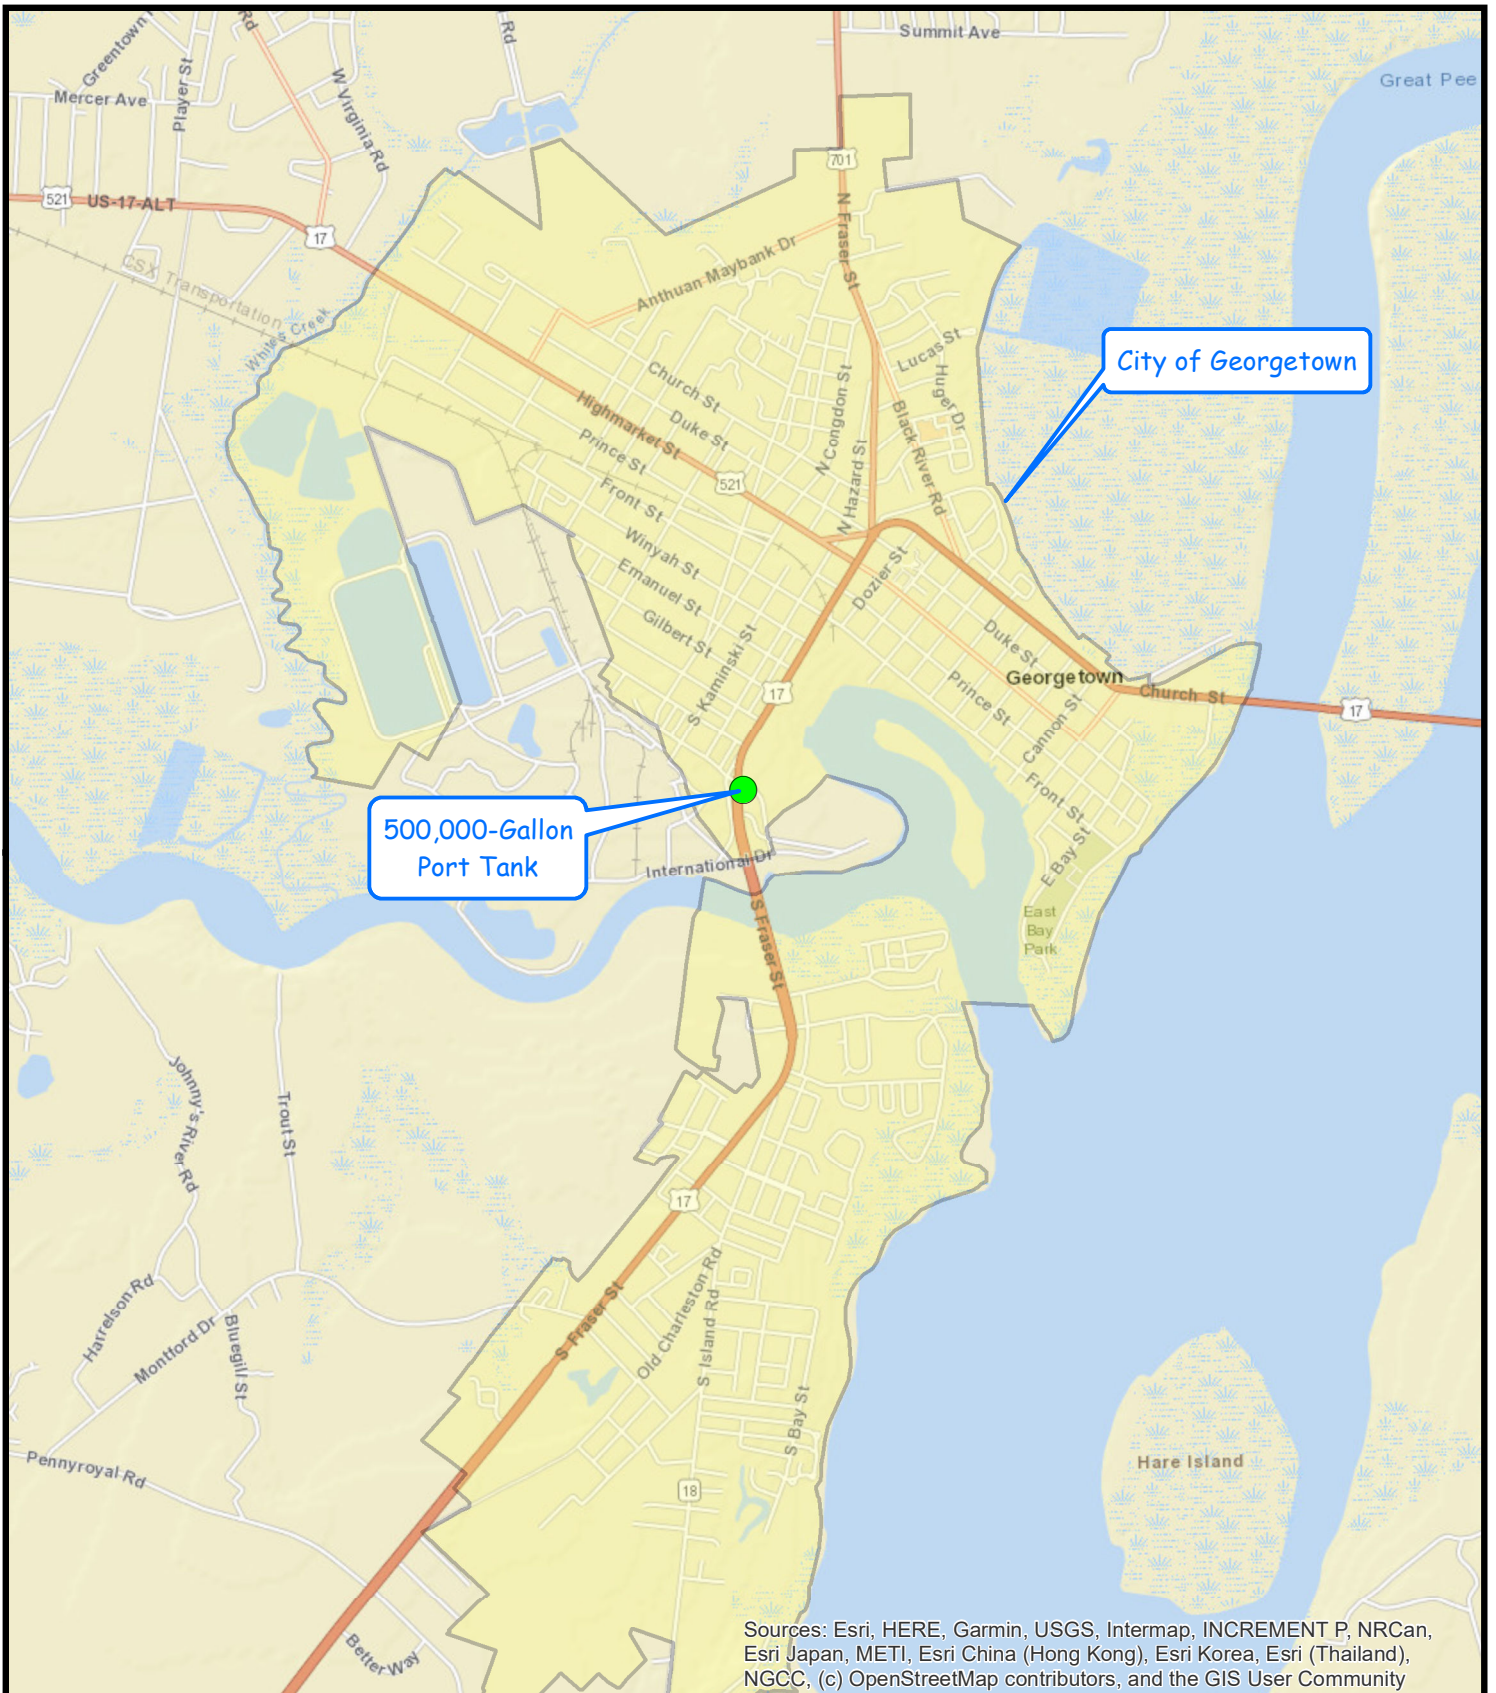 Greentown
Rd
Rd
Summit Ave
Great Pee
Mercer Ave
Player St
W Virginia Rd
701
521
US-17-ALT
17
N Fraser St
CSX Transportation
Anthuan Maybank Dr
Whites Creek
Lucas St
City of Georgetown
Church St
Huger Dr
Highmarket St
Duke St
N Congdon St
Black River Rd
Prince St
N Hazard St
521
Front St
Winyah St
Emanuel St
Dozier St
Gilbert St
S Kaminski St
Duke St
Georgetown
17
Prince St
Church St
17
Cannon St
Front St
500,000-Gallon
Port Tank
E Bay St
International Dr
S Fraser St
East
Bay
Park
Johnny's River Rd
Trout St
17
Harrelson Rd
Montford Dr
Bluegill St
S Fraser St
Old Charleston Rd
S Island Rd
S Bay St
Pennyroyal Rd
Hare Island
18
Better Way
Sources: Esri, HERE, Garmin, USGS, Intermap, INCREMENT P, NRCan,
Esri Japan, METI, Esri China (Hong Kong), Esri Korea, Esri (Thailand),
NGCC, (c) OpenStreetMap contributors, and the GIS User Community